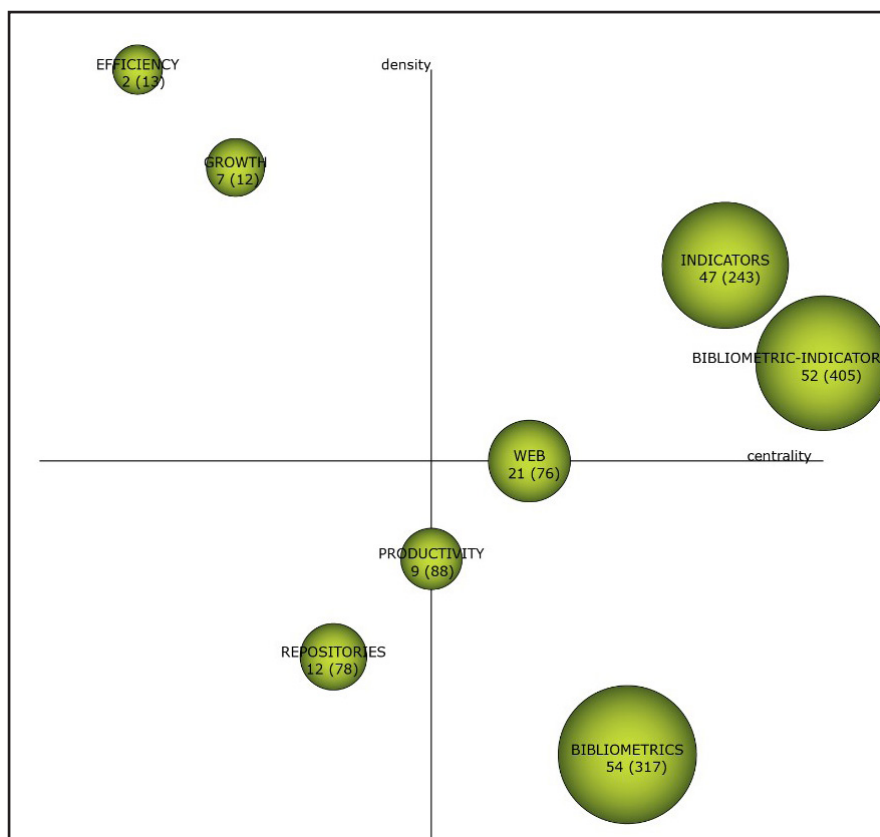 EFFICIENCY
2 (13)
density
GROWTH
7 (12)
INDICATORS
47 (243)
BIBLIOMETRIC-INDICATOR
52 (405)
WEB
21 (76)
centrality
PRODUCTIVITY
9 (88)
REPOSITORIES
12 (78)
BIBLIOMETRICS
54 (317)